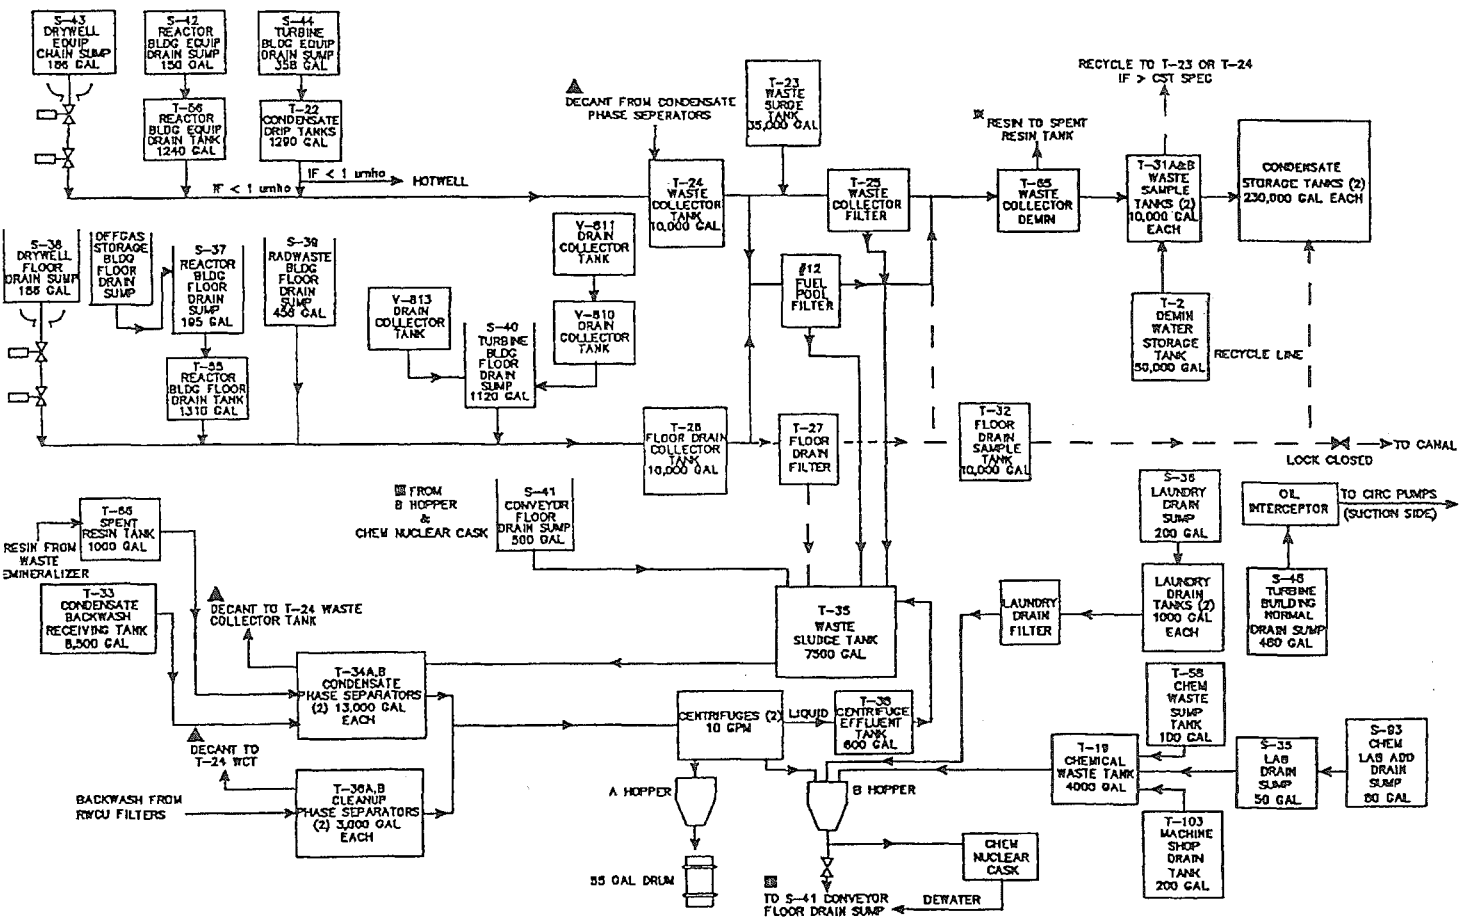 S-43
DRYWELL
EQUIP
CHAIN SUMP
186 GAL
S-42
REACTOR
BLDG EQUIP
DRAIN SUMP
150 GAL
S-44
TURBINE
BLDG EQUIP
DRAIN SUMP
358 GAL
T-56
REACTOR
BLDG EQUIP
DRAIN TANK
1240 GAL
T-22
CONDENSATE
DRIP TANKS
1290 GAL
IF < 1 umho
IF < 1 umho
HOTWELL
DECANT FROM CONDENSATE
PHASE SEPERATORS
T-23
WASTE
SURGE
TANK
35,000 GAL
T-24
WASTE
COLLECTOR
TANK
10,000 GAL
T-25
WASTE
COLLECTOR
FILTER
RESIN TO SPENT
RESIN TANK
T-65
WASTE
COLLECTOR
DEMIN
RECYCLE TO T-23 OR T-24
IF > CST SPEC
T-31A&B
WASTE
SAMPLE
TANKS (2)
10,000 GAL
EACH
CONDENSATE
STORAGE TANKS (2)
230,000 GAL EACH
S-38
DRYWELL
FLOOR
DRAIN SUMP
186 GAL
OFFGAS
STORAGE
BLDG
FLOOR
DRAIN
SUMP
S-37
REACTOR
BLDG
FLOOR
DRAIN
SUMP
195 GAL
S-39
RADWASTE
BLDG
FLOOR
DRAIN
SUMP
458 GAL
T-55
REACTOR
BLDG FLOOR
DRAIN TANK
1310 GAL
V-813
DRAIN
COLLECTOR
TANK
S-40
TURBINE
BLDG
FLOOR
DRAIN
SUMP
1120 GAL
V-811
DRAIN
COLLECTOR
TANK
V-810
DRAIN
COLLECTOR
TANK
#12
FUEL
POOL
FILTER
T-2
DEMIN
WATER
STORAGE
TANK
50,000 GAL
RECYCLE LINE
T-26
FLOOR DRAIN
COLLECTOR
TANK
10,000 GAL
T-27
FLOOR
DRAIN
FILTER
T-32
FLOOR
DRAIN
SAMPLE
TANK
10,000 GAL
TO CANAL
LOCK CLOSED
T-66
SPENT
RESIN TANK
1000 GAL
RESIN FROM
WASTE
EMINERALIZER
FROM
B HOPPER
&
CHEM NUCLEAR CASK
S-41
CONVEYOR
FLOOR
DRAIN SUMP
500 GAL
S-36
LAUNDRY
DRAIN
SUMP
200 GAL
OIL
INTERCEPTOR
TO CIRC PUMPS
(SUCTION SIDE)
T-33
CONDENSATE
BACKWASH
RECEIVING TANK
8,500 GAL
DECANT TO T-24 WASTE
COLLECTOR TANK
T-35
WASTE
SLUDGE TANK
7500 GAL
LAUNDRY
DRAIN
FILTER
LAUNDRY
DRAIN
TANKS (2)
1000 GAL
EACH
TURBINE
BUILDING
NORMAL
DRAIN SUMP
480 GAL
T-34A,B
CONDENSATE
PHASE SEPARATORS
(2) 13,000 GAL
EACH
DECANT TO
T-24 WCT
CENTRIFUGES (2)
10 GPM
LIQUID
T-38
CENTRIFUGE
EFFLUENT
TANK
600 GAL
T-58
CHEM
WASTE
SUMP
TANK
100 GAL
T-19
CHEMICAL
WASTE TANK
4000 GAL
S-35
LAB
DRAIN
SUMP
50 GAL
S-93
CHEM
LAB ADD
DRAIN
SUMP
80 GAL
BACKWASH FROM
RWCU FILTERS
T-36A,B
CLEANUP
PHASE SEPARATORS
(2) 3,000 GAL
EACH
A HOPPER
B HOPPER
55 GAL DRUM
CHEM
NUCLEAR
CASK
T-103
MACHINE
SHOP
DRAIN
TANK
200 GAL
TO S-41 CONVEYOR
FLOOR DRAIN SUMP
DEWATER